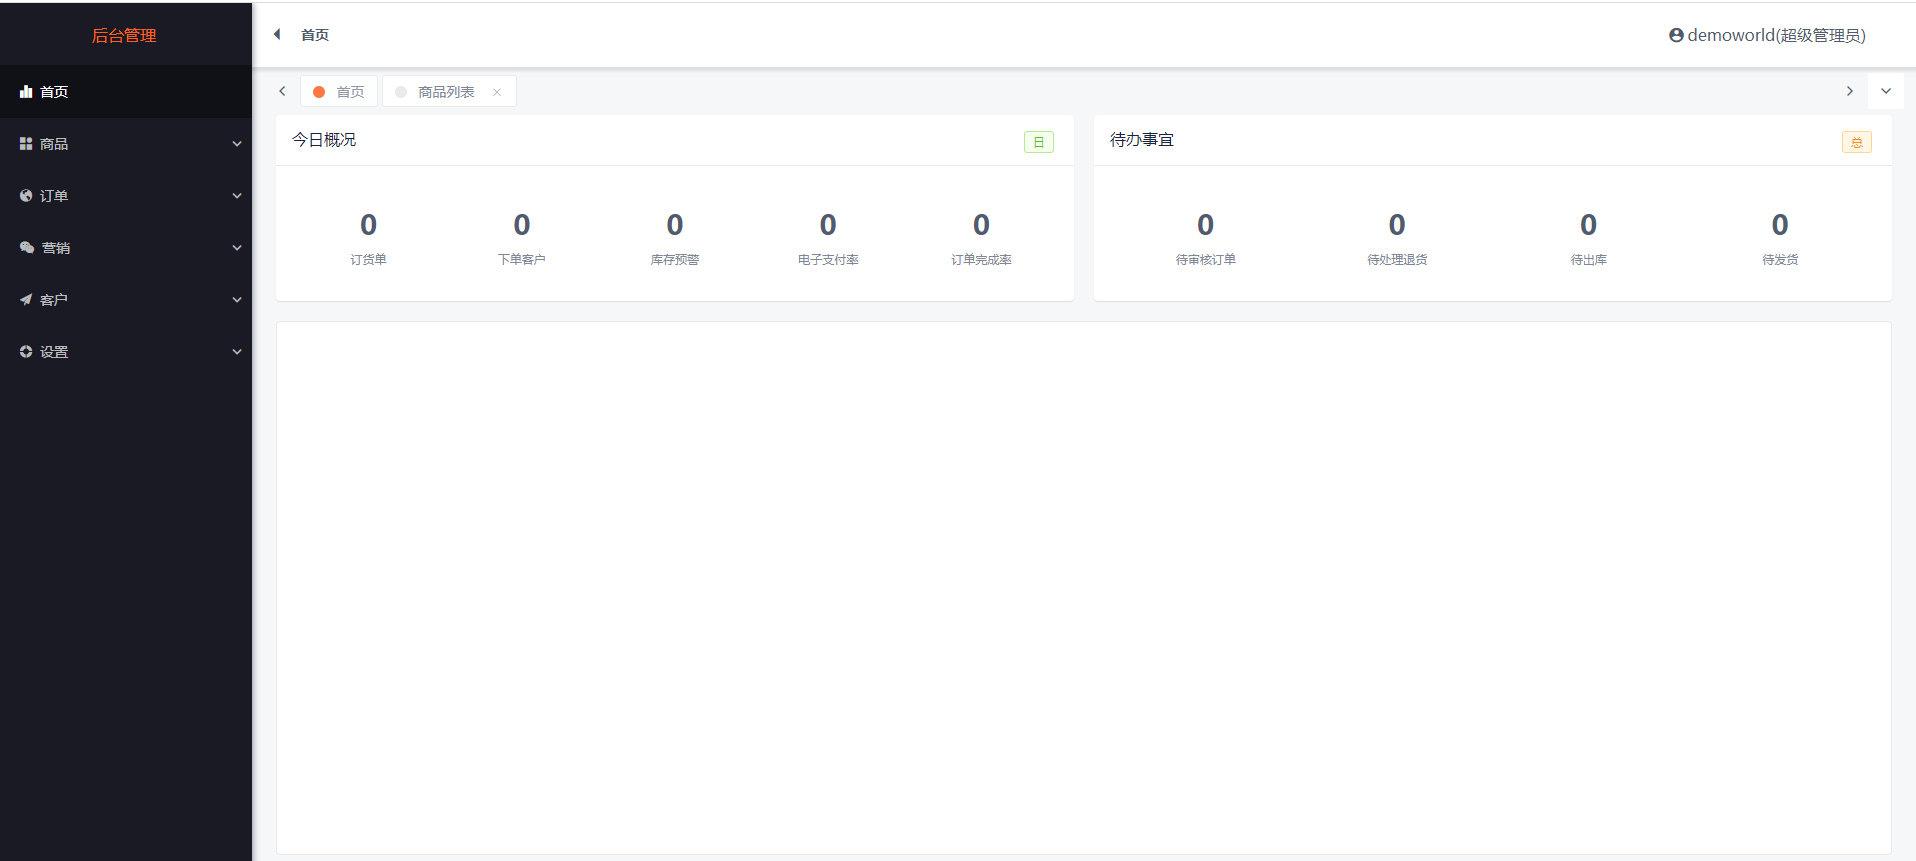 后台管理
首页
demoworld(超级管理员)
首页
商品
订单
营销
客户
设置
首页
商品列表
今日概况
日
0
订货单
0
下单客户
0
库存预警
0
电子支付率
0
订单完成率
待办事宜
总
0
待审核订单
0
待处理退货
0
待出库
0
待发货